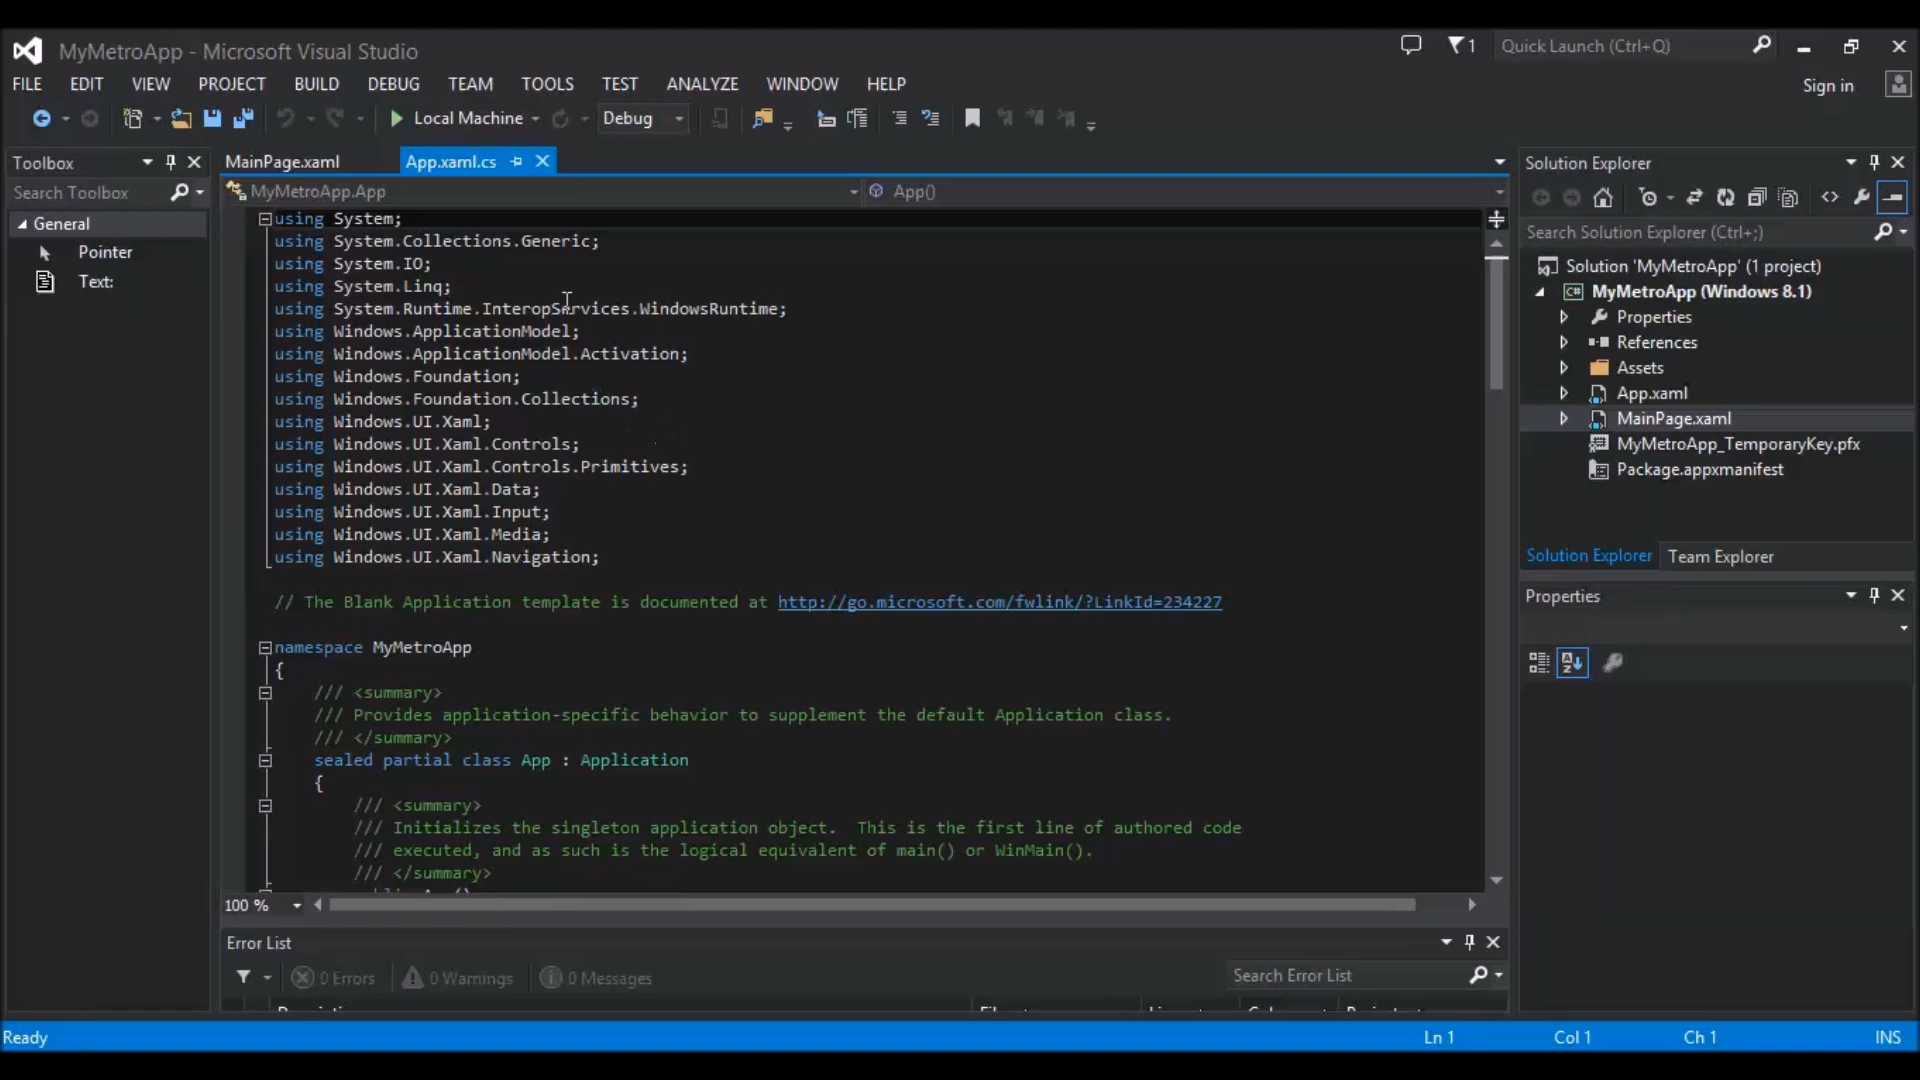 MyMetroApp - Microsoft Visual Studio
1
Quick Launch (Ctrl+Q)
FILE EDIT VIEW PROJECT BUILD DEBUG TEAM TOOLS TEST ANALYZE WINDOW HELP
Sign in
Local Machine
Debug
Toolbox
Search Toolbox
General
Pointer
Text:
MainPage.xaml
App.xaml.cs
MyMetroApp.App
App()
using System;
using System.Collections.Generic;
using System.IO;
using System.Linq;
using System.Runtime.InteropServices.WindowsRuntime;
using Windows.ApplicationModel;
using Windows.ApplicationModel.Activation;
using Windows.Foundation;
using Windows.Foundation.Collections;
using Windows.UI.Xaml;
using Windows.UI.Xaml.Controls;
using Windows.UI.Xaml.Controls.Primitives;
using Windows.UI.Xaml.Data;
using Windows.UI.Xaml.Input;
using Windows.UI.Xaml.Media;
using Windows.UI.Xaml.Navigation;
// The Blank Application template is documented at http://go.microsoft.com/fwlink/?LinkId=234227
namespace MyMetroApp
{
/// <summary>
/// Provides application-specific behavior to supplement the default Application class.
/// </summary>
sealed partial class App : Application
{
/// <summary>
/// Initializes the singleton application object.  This is the first line of authored code
/// executed, and as such is the logical equivalent of main() or WinMain().
/// </summary>
100 %
Error List
0 Errors
0 Warnings
0 Messages
Search Error List
Solution Explorer
Search Solution Explorer (Ctrl+;)
Solution 'MyMetroApp' (1 project)
C# MyMetroApp (Windows 8.1)
Properties
References
Assets
App.xaml
MainPage.xaml
MyMetroApp_TemporaryKey.pfx
Package.appxmanifest
Solution Explorer
Team Explorer
Properties
Ready
Ln 1
Col 1
Ch 1
INS